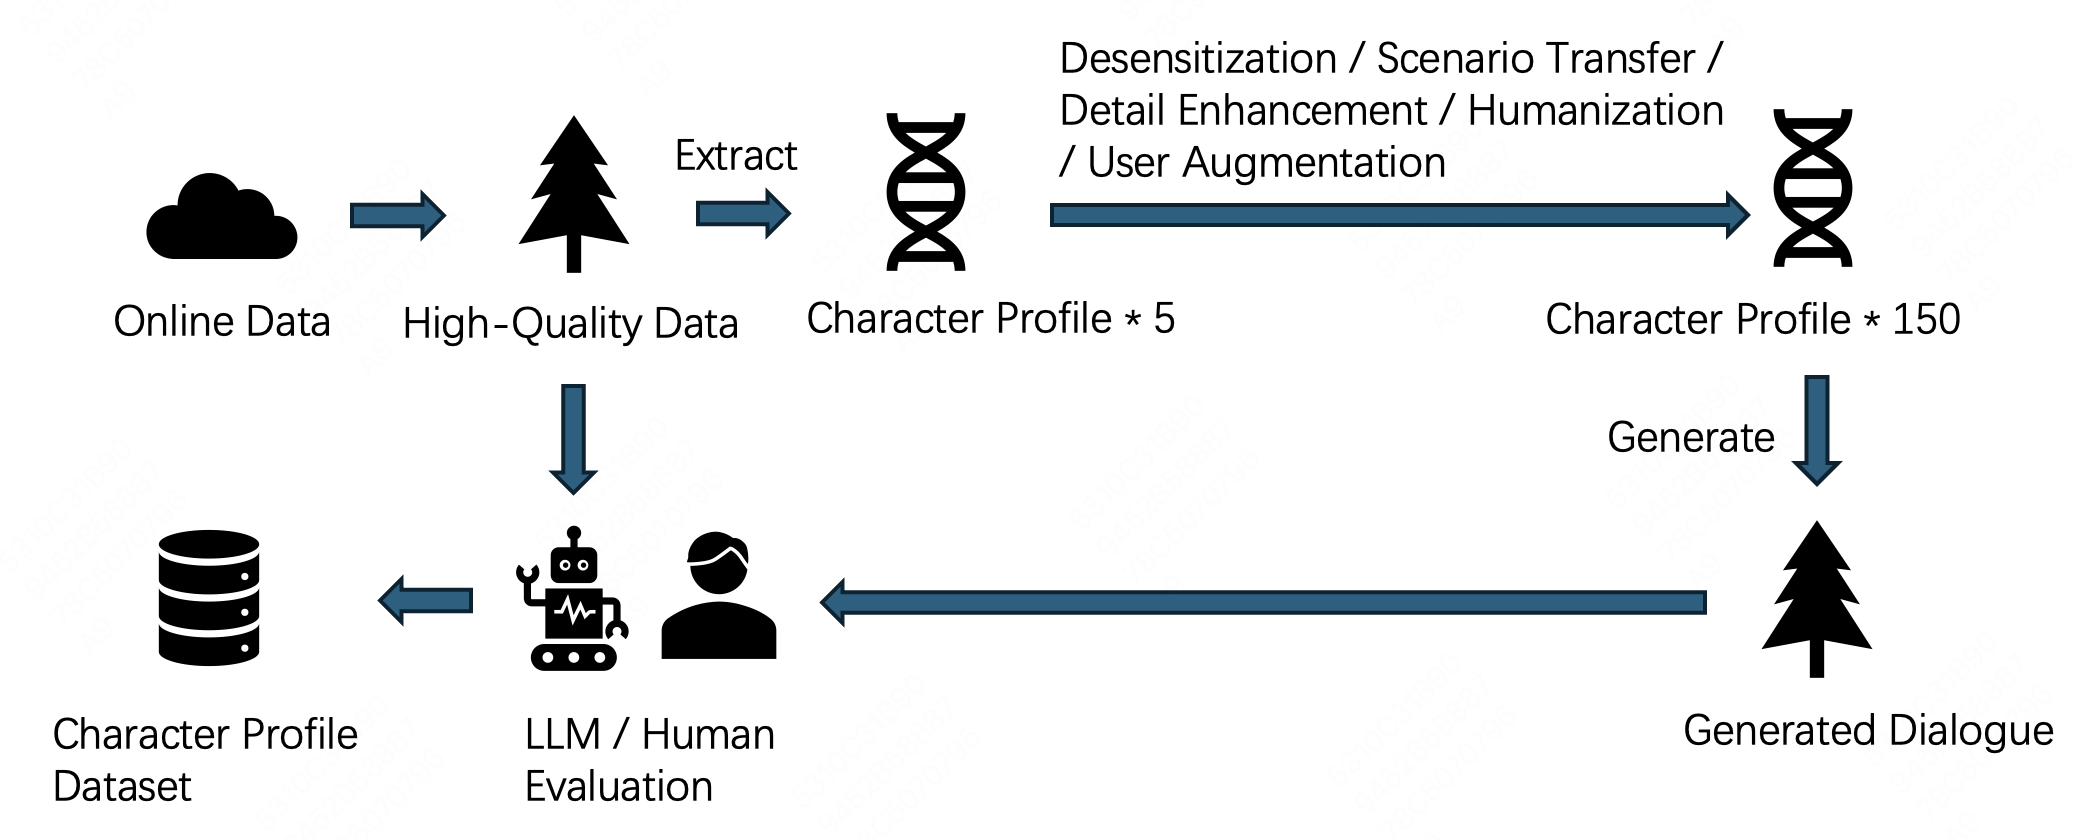 Desensitization / Scenario Transfer /
Detail Enhancement / Humanization
/ User Augmentation
Extract
Online Data
High-Quality Data
Character Profile * 5
Character Profile * 150
Generate
Character Profile
Dataset
LLM / Human
Evaluation
Generated Dialogue